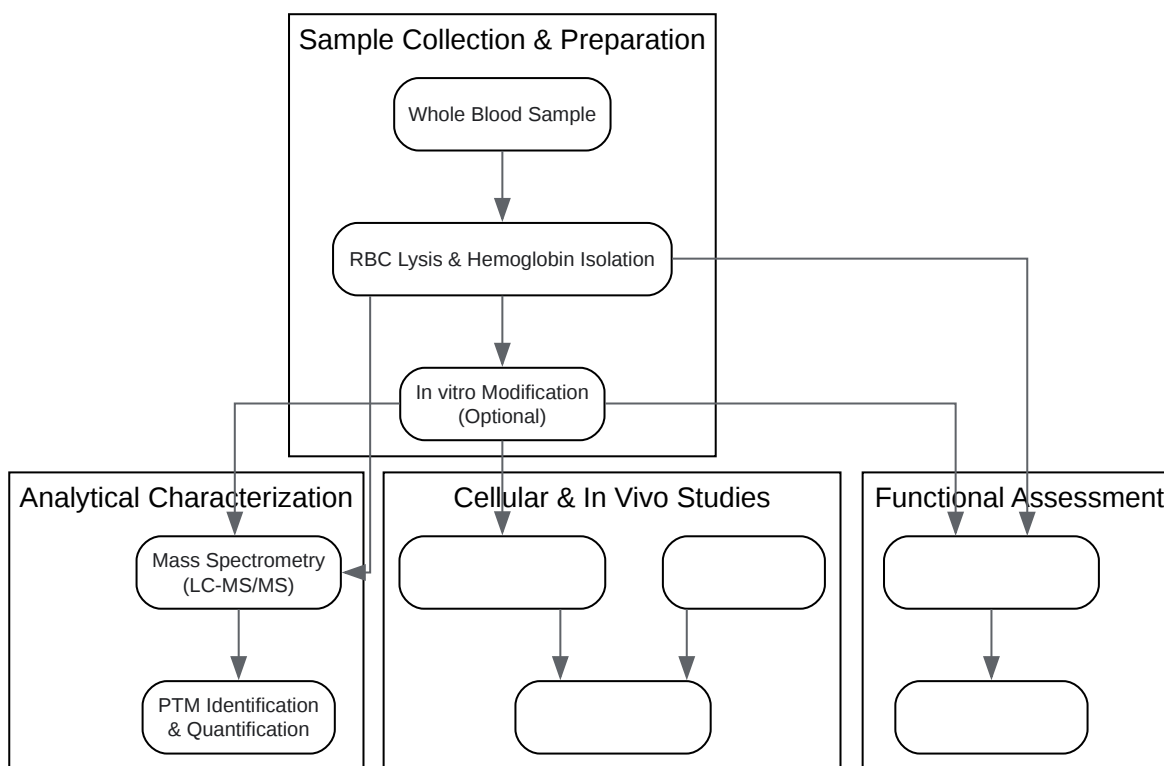 Sample Collection & Preparation
Whole Blood Sample
RBC Lysis & Hemoglobin Isolation
In vitro Modification
(Optional)
Analytical Characterization
Mass Spectrometry
(LC-MS/MS)
PTM Identification
& Quantification
Cellular & In Vivo Studies
Functional Assessment